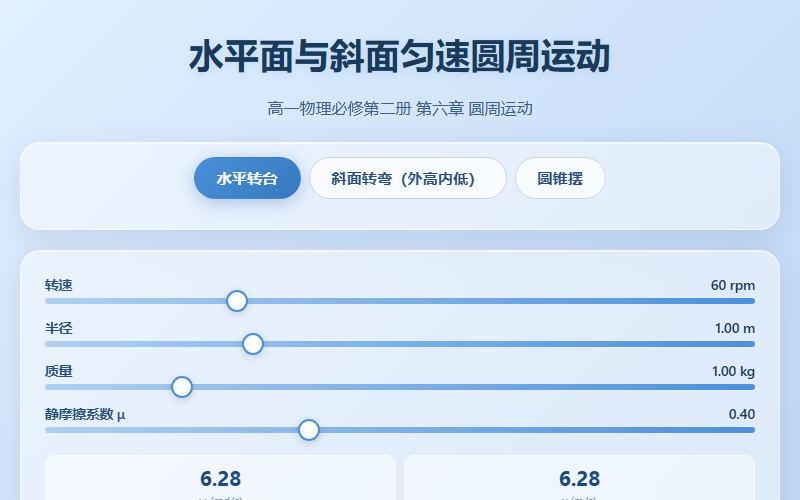 水平面与斜面匀速圆周运动
高一物理必修第二册 第六章 圆周运动
水平转台 斜面转弯（外高内低） 圆锥摆
转速 60 rpm
半径 1.00 m
质量 1.00 kg
静摩擦系数 μ 0.40
6.28 6.28